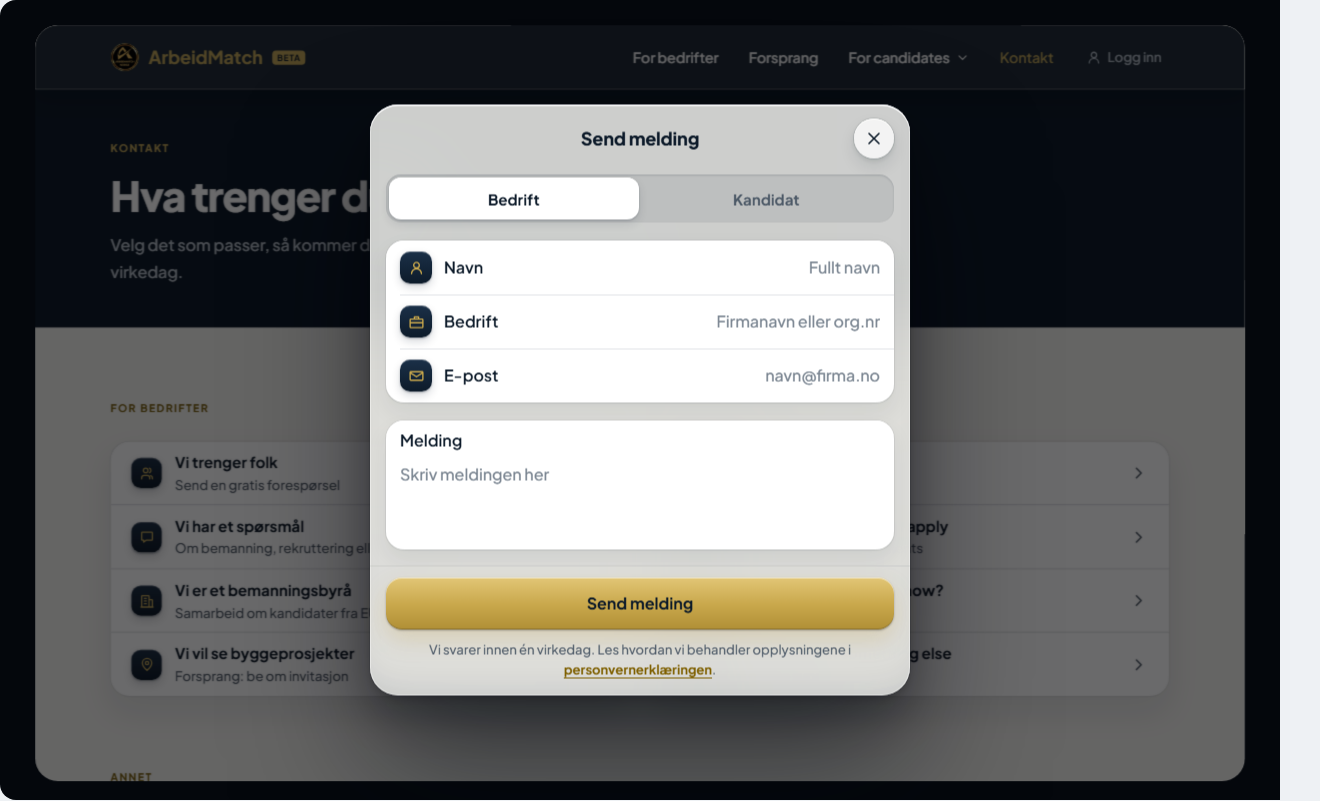 ArbeidMatch BETA
For bedrifter Forsprang For candidates Kontakt Logg inn
KONTAKT
Hva trenger d
Velg det som passer, så kommer d
virkedag.
Send melding
Bedrift Kandidat
Navn Fullt navn
Bedrift Firmanavn eller org.nr
E-post navn@firma.no
Melding
Skriv meldingen her
Send melding
Vi svarer innen én virkedag. Les hvordan vi behandler opplysningene i
personvernerklæringen.
FOR BEDRIFTER
Vi trenger folk
Send en gratis forespørsel
Vi har et spørsmål
Om bemanning, rekruttering ell
Vi er et bemanningsbyrå
Samarbeid om kandidater fra E
Vi vil se byggeprosjekter
Forsprang: be om invitasjon
apply
ts
now?
g else
ANNET